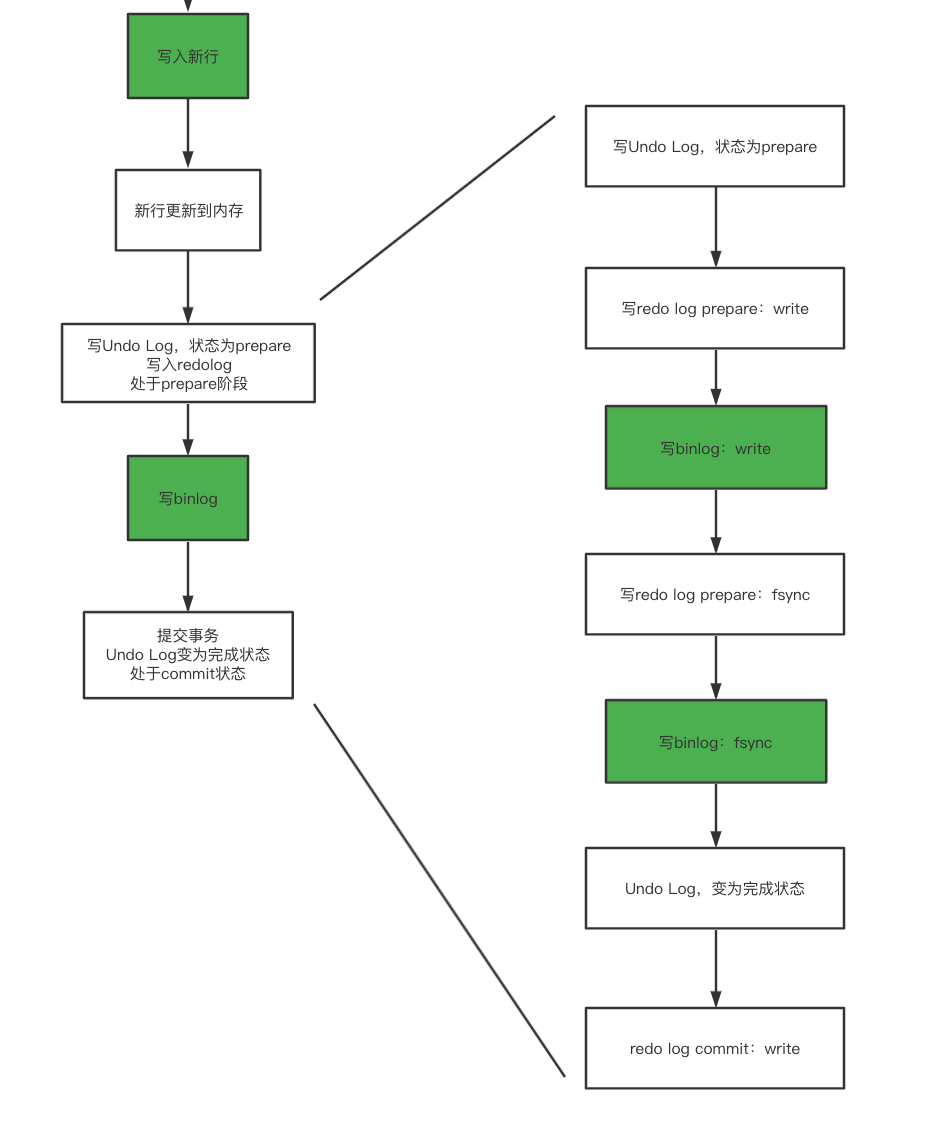 写入新行
新行更新到内存
写Undo Log，状态为prepare
写入redolog
处于prepare阶段
写binlog
提交事务
Undo Log变为完成状态
处于commit状态
写Undo Log，状态为prepare
写redo log prepare：write
写binlog：write
写redo log prepare：fsync
写binlog：fsync
Undo Log，变为完成状态
redo log commit：write